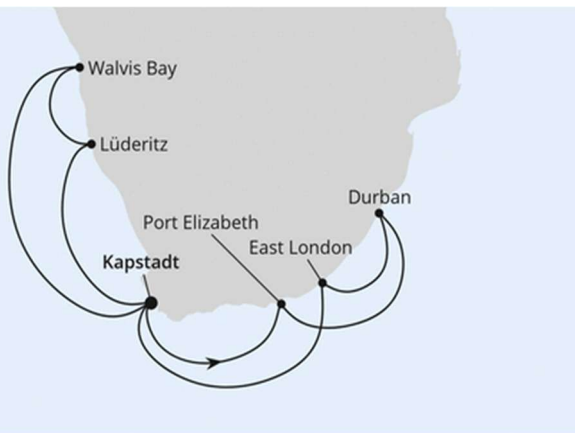 Walvis Bay
Lüderitz
Durban
Port Elizabeth
East London
Kapstadt